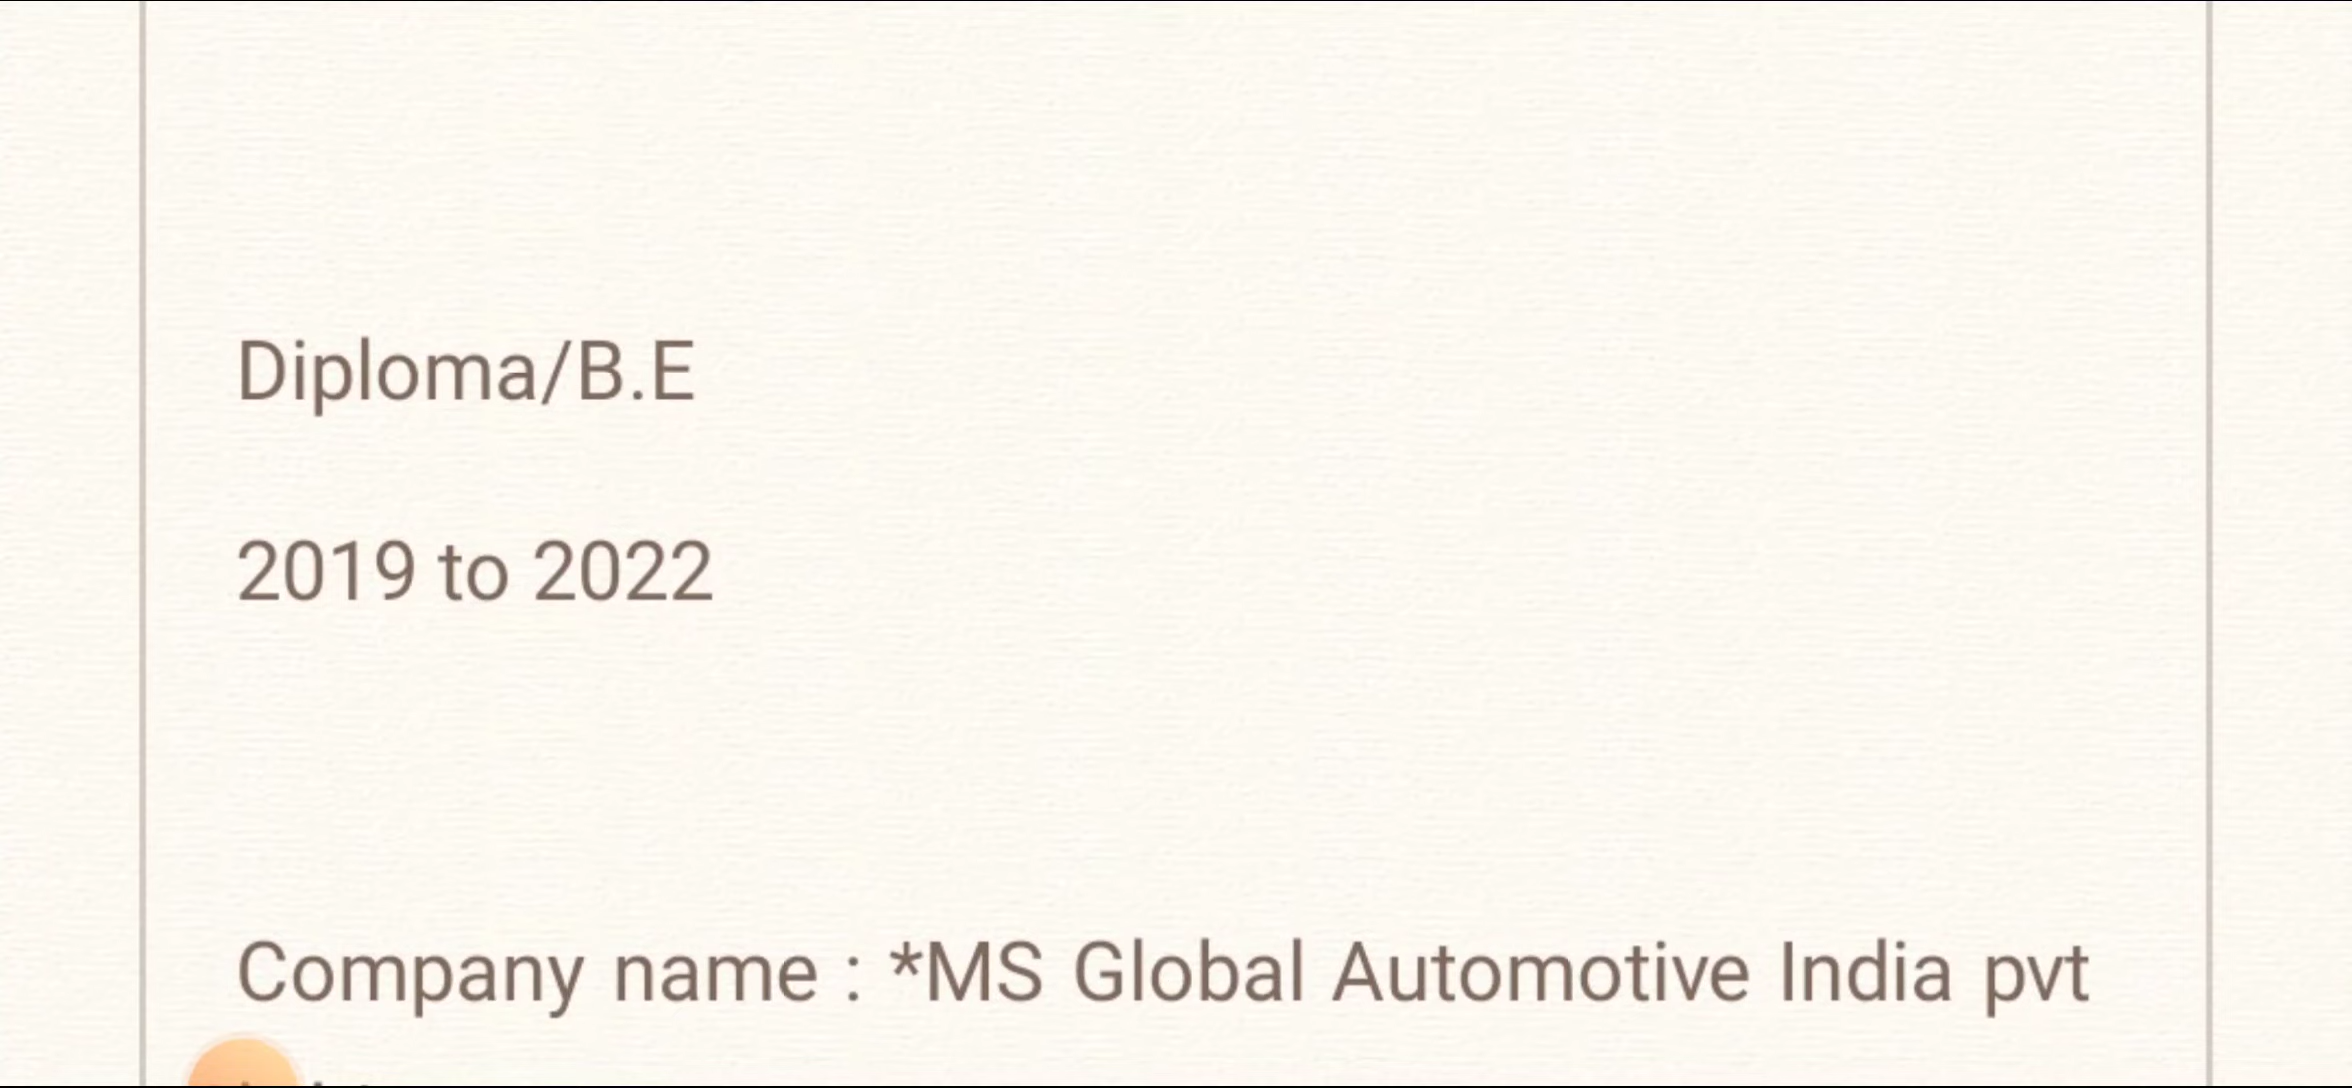 Diploma/B.E
2019 to 2022
Company name : *MS Global Automotive India pvt